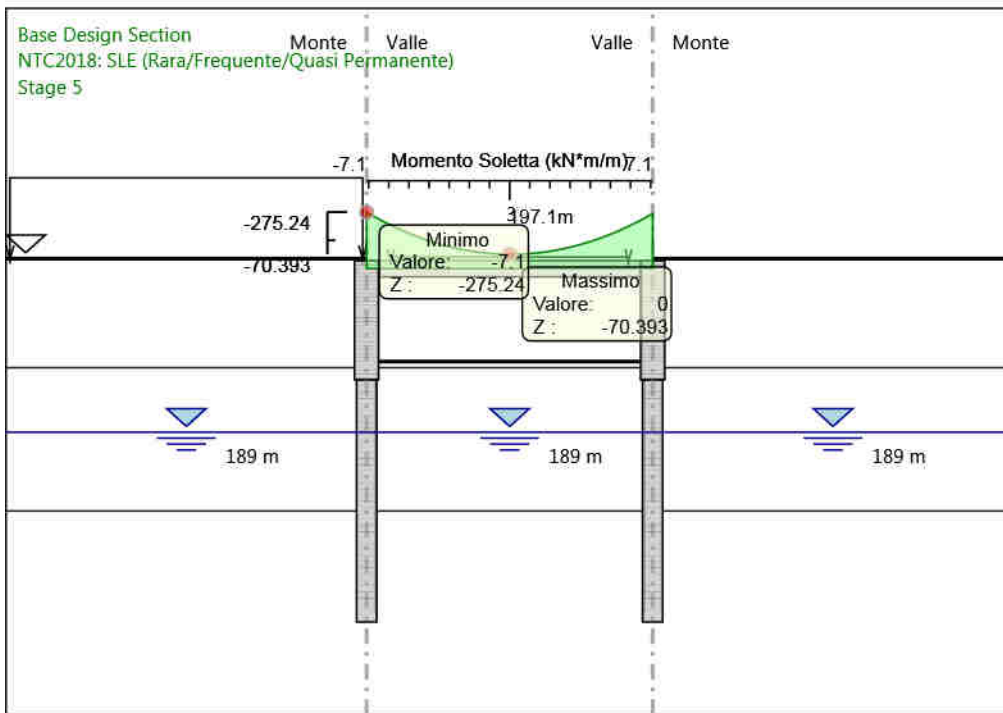 Base Design Section
NTC2018: SLE (Rara/Frequente/Quasi Permanente)
Stage 5
Monte
Valle
Valle
Monte
-7.1
Momento Soletta (kN*m/m)
7.1
-275.24
-70.393
197.1m
Minimo
Valore: -7.1
Z : -275.24
Massimo
Valore: 0
Z : -70.393
189 m
189 m
189 m